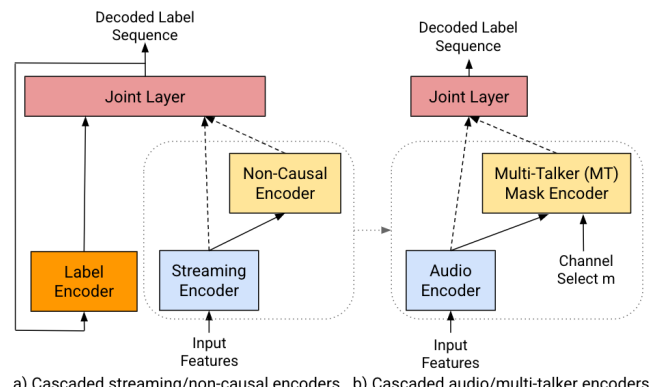 Decoded Label
Sequence
Joint Layer
Non-Causal
Encoder
Label
Encoder
Streaming
Encoder
Input
Features
a) Cascaded streaming/non-causal encoders
Decoded Label
Sequence
Joint Layer
Multi-Talker (MT)
Mask Encoder
Audio
Encoder
Channel
Select m
Input
Features
b) Cascaded audio/multi-talker encoders